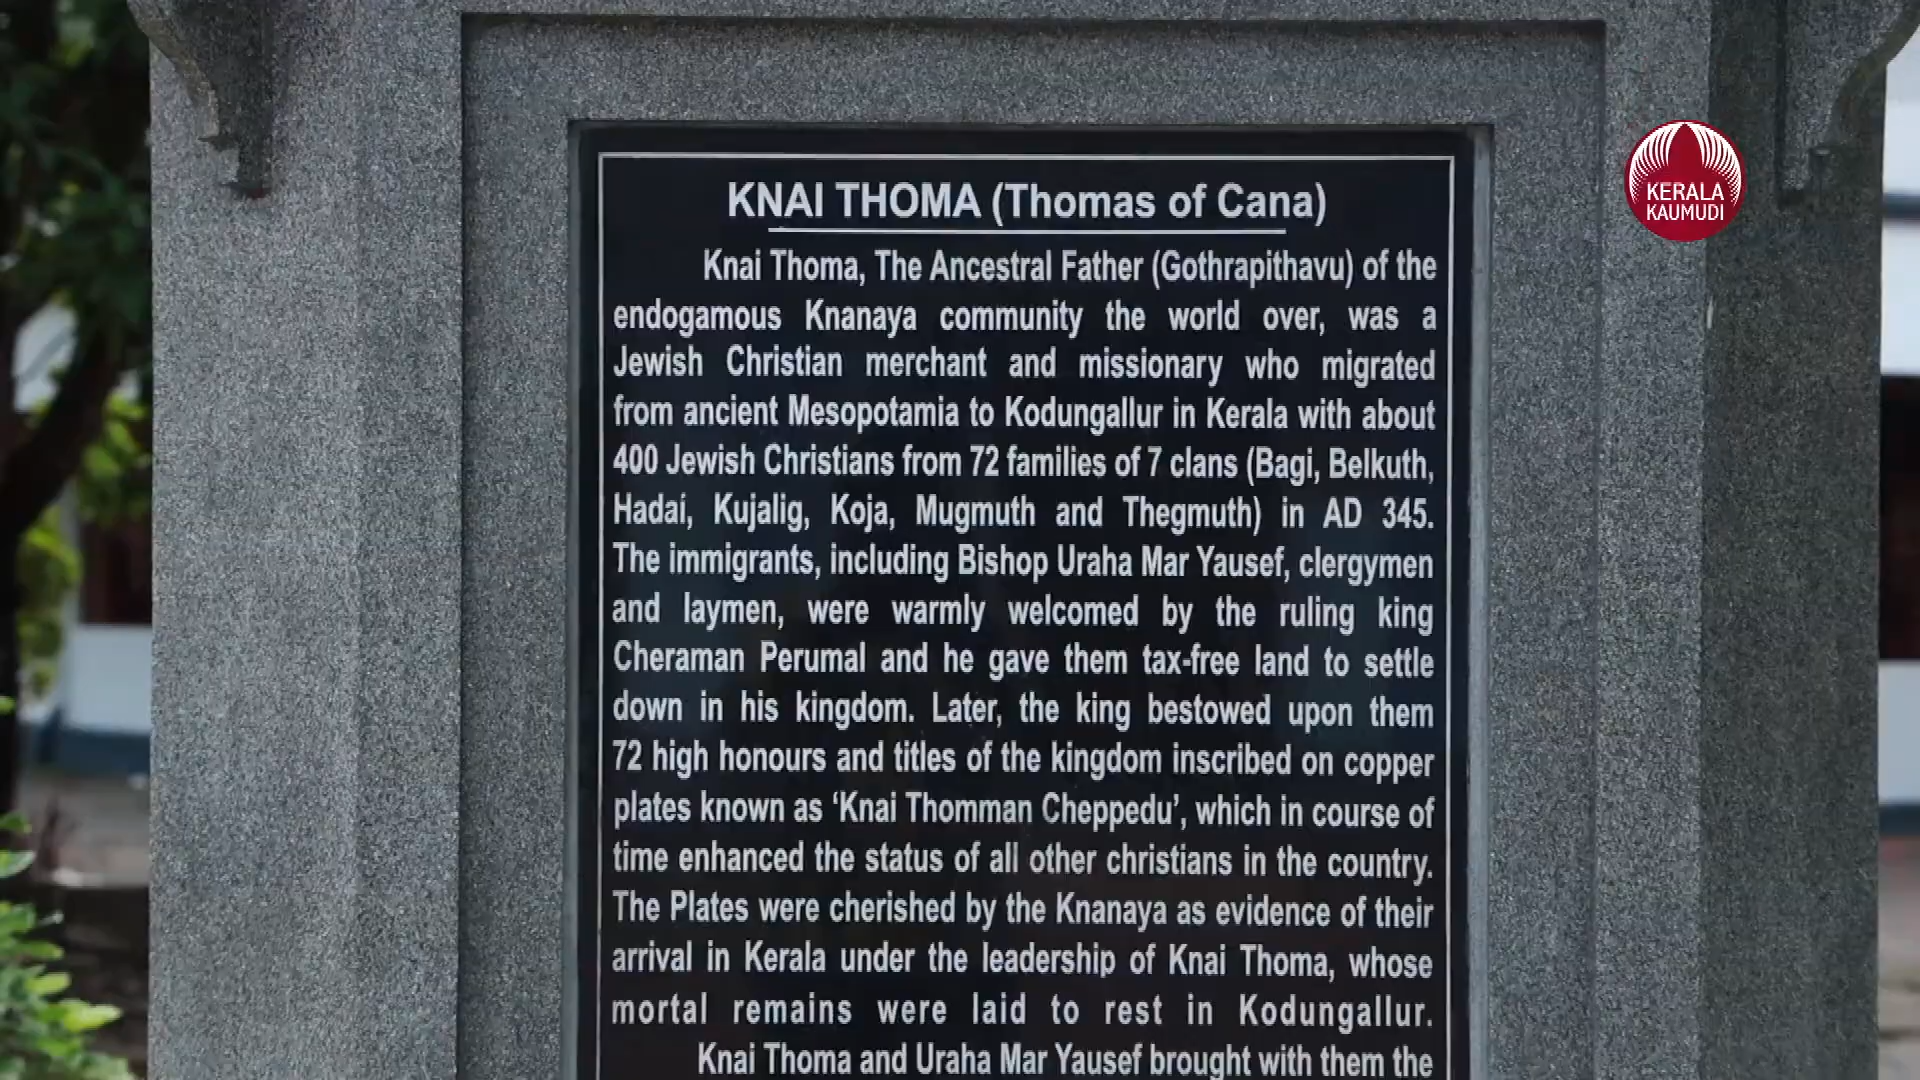 KNAI THOMA (Thomas of Cana)
Knai Thoma, The Ancestral Father (Gothrapithavu) of the
endogamous Knanaya community the world over, was a
Jewish Christian merchant and missionary who migrated
from ancient Mesopotamia to Kodungallur in Kerala with about
400 Jewish Christians from 72 families of 7 clans (Bagi, Belkuth,
Hadai, Kujalig, Koja, Mugmuth and Thegmuth) in AD 345.
The immigrants, including Bishop Uraha Mar Yausef, clergymen
and laymen, were warmly welcomed by the ruling king
Cheraman Perumal and he gave them tax-free land to settle
down in his kingdom. Later, the king bestowed upon them
72 high honours and titles of the kingdom inscribed on copper
plates known as ‘Knai Thomman Cheppedu’, which in course of
time enhanced the status of all other christians in the country.
The Plates were cherished by the Knanaya as evidence of their
arrival in Kerala under the leadership of Knai Thoma, whose
mortal remains were laid to rest in Kodungallur.
Knai Thoma and Uraha Mar Yausef brought with them the
KERALA
KAUMUDI